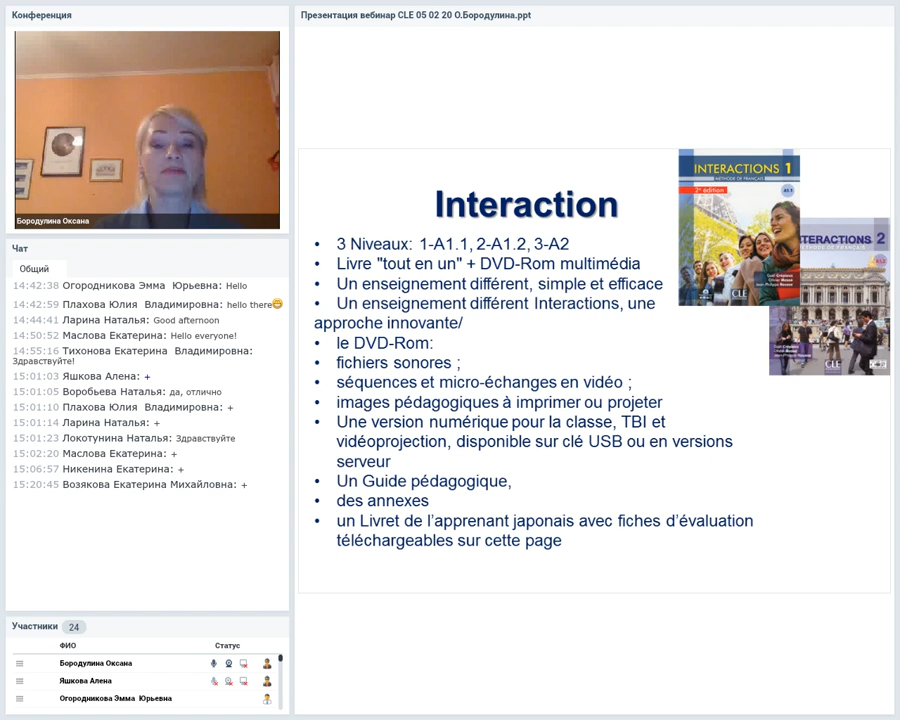 Конференция
Бородулина Оксана
Чат
Общий
14:42:38 Огородникова Эмма Юрьевна: Hello
14:42:59 Плахова Юлия Владимировна: hello there
14:44:41 Ларина Наталья: Good afternoon
14:50:52 Маслова Екатерина: Hello everyone!
14:55:16 Тихонова Екатерина Владимировна:
Здравствуйте!
15:01:03 Яшкова Алена: +
15:01:05 Воробьева Наталья: да, отлично
15:01:10 Плахова Юлия Владимировна: +
15:01:14 Ларина Наталья: +
15:01:23 Локотунина Наталья: Здравствуйте
15:02:20 Маслова Екатерина: +
15:06:57 Никенина Екатерина: +
15:20:45 Возякова Екатерина Михайловна: +
Участники 24
ФИО Статус
Бородулина Оксана
Яшкова Алена
Огородникова Эмма Юрьевна
Презентация вебинар CLE 05 02 20 О.Бородулина.ppt
Interaction
• 3 Niveaux: 1-A1.1, 2-A1.2, 3-A2
• Livre "tout en un" + DVD-Rom multimédia
• Un enseignement différent, simple et efficace
• Un enseignement différent Interactions, une
approche innovante/
• le DVD-Rom:
• fichiers sonores ;
• séquences et micro-échanges en vidéo ;
• images pédagogiques à imprimer ou projeter
• Une version numérique pour la classe, TBI et
vidéoprojection, disponible sur clé USB ou en versions
serveur
• Un Guide pédagogique,
• des annexes
• un Livret de l’apprenant japonais avec fiches d’évaluation
téléchargeables sur cette page
INTERACTIONS 1
MÉTHODE DE FRANÇAIS
2e édition
A1.1
CLE
TERACTIONS 2
CLE